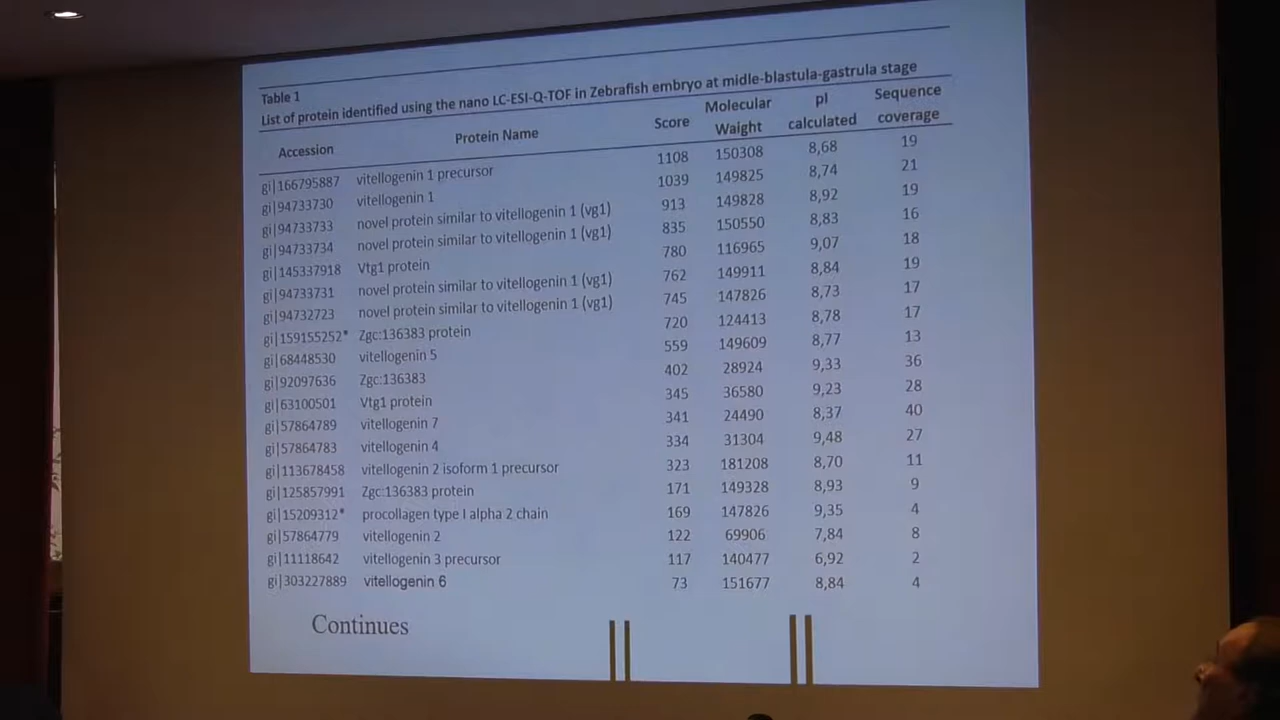 Table 1
List of protein identified using the nano LC-ESI-Q-TOF in Zebrafish embryo at midle-blastula-gastrula stage
Accession Protein Name Score Molecular Weight pI calculated Sequence coverage
gi|166795887 vitellogenin 1 precursor 1108 150308 8,68 19
gi|94733730 vitellogenin 1 1039 149825 8,74 21
gi|94733733 novel protein similar to vitellogenin 1 (vg1) 913 149828 8,92 19
gi|94733734 novel protein similar to vitellogenin 1 (vg1) 835 150550 8,83 16
gi|145337918 Vtg1 protein 780 116965 9,07 18
gi|94733731 novel protein similar to vitellogenin 1 (vg1) 762 149911 8,84 19
gi|94732723 novel protein similar to vitellogenin 1 (vg1) 745 147826 8,73 17
gi|159155252* Zgc:136383 protein 720 124413 8,78 17
gi|68448530 vitellogenin 5 559 149609 8,77 13
gi|92097636 Zgc:136383 402 28924 9,33 36
gi|63100501 Vtg1 protein 345 36580 9,23 28
gi|57864789 vitellogenin 7 341 24490 8,37 40
gi|57864783 vitellogenin 4 334 31304 9,48 27
gi|113678458 vitellogenin 2 isoform 1 precursor 323 181208 8,70 11
gi|125857991 Zgc:136383 protein 171 149328 8,93 9
gi|15209312* procollagen type I alpha 2 chain 169 147826 9,35 4
gi|57864779 vitellogenin 2 122 69906 7,84 8
gi|11118642 vitellogenin 3 precursor 117 140477 6,92 2
gi|303227889 vitellogenin 6 73 151677 8,84 4
Continues